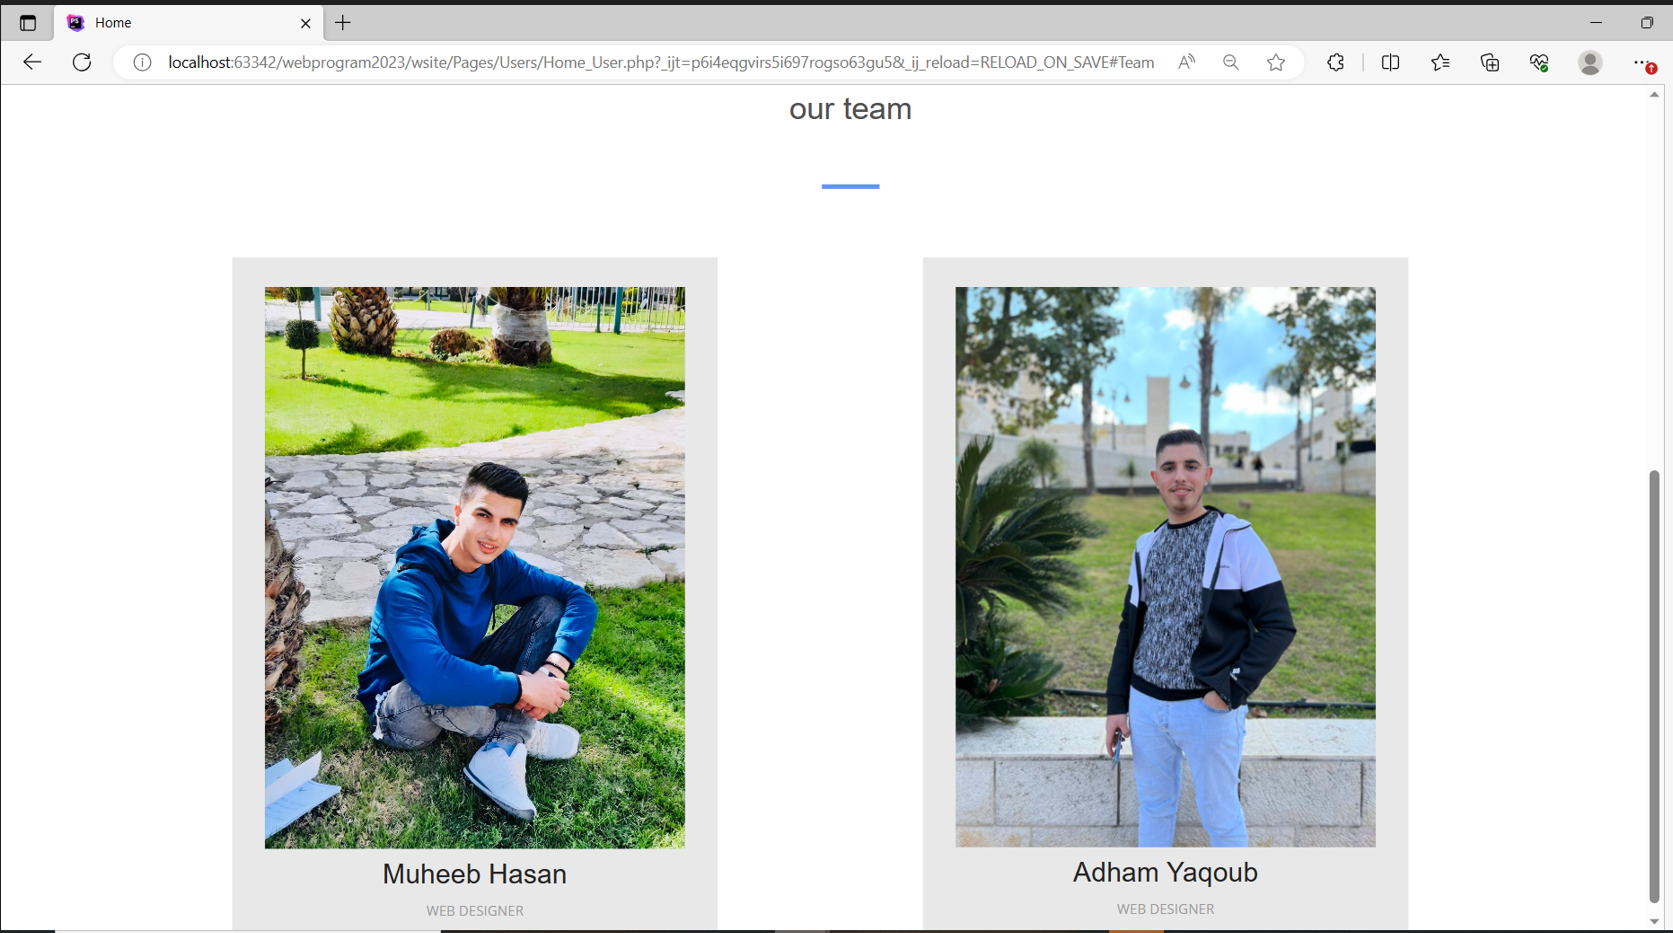 Home
localhost:63342/webprogram2023/wsite/Pages/Users/Home_User.php?_ijt=p6i4eqgvirs5i697rogso63gu5&_ij_reload=RELOAD_ON_SAVE#Team
our team
Muheeb Hasan
WEB DESIGNER
Adham Yaqoub
WEB DESIGNER